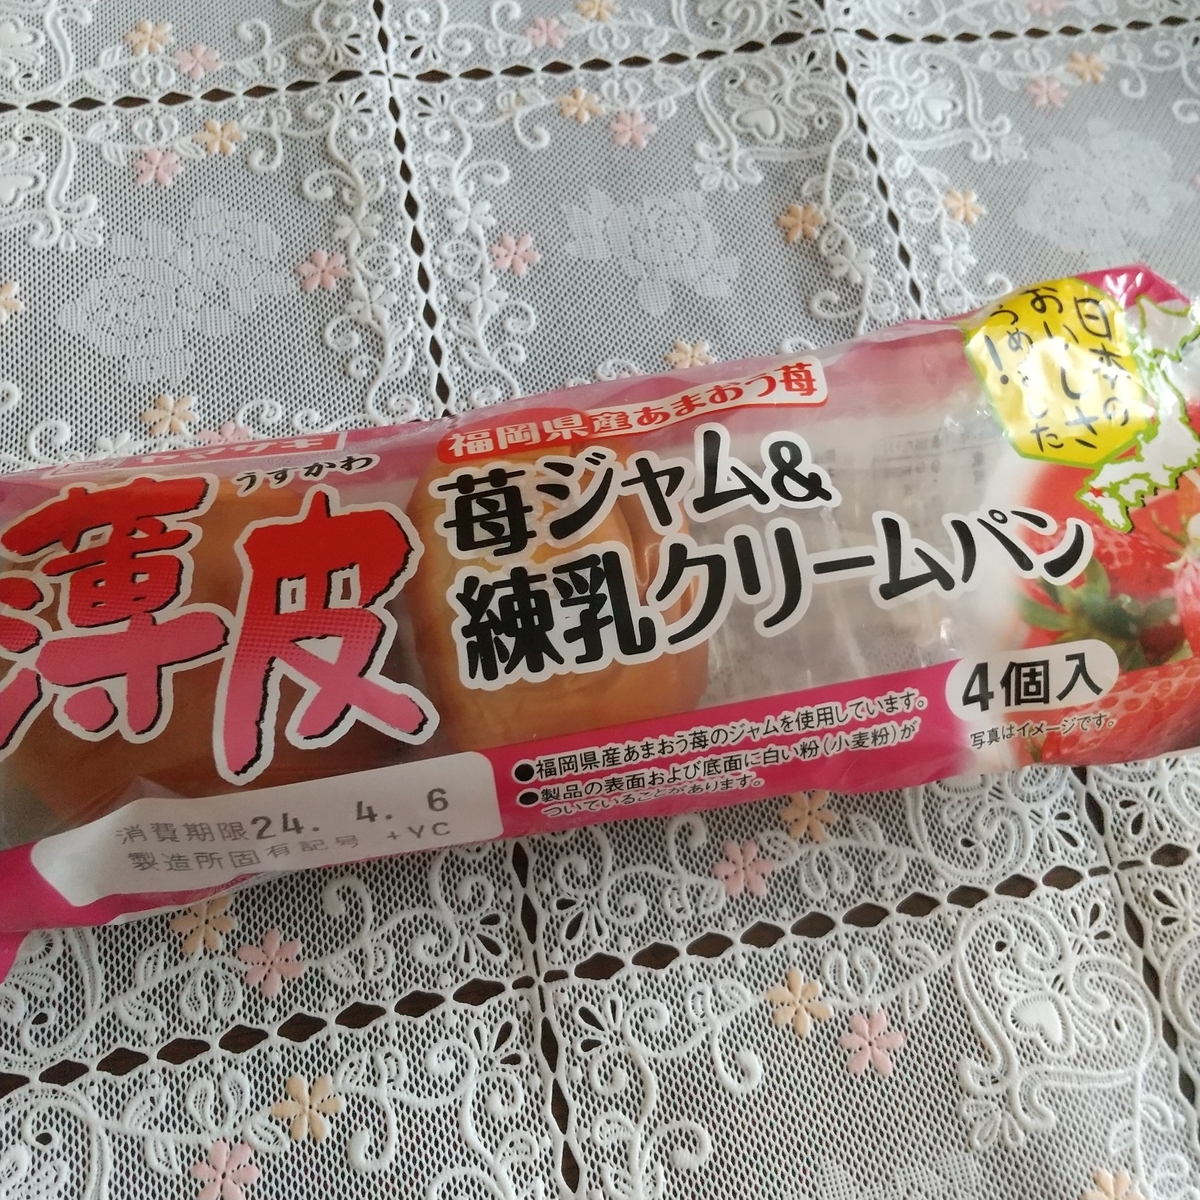 ヤマザキ
うすかわ
薄皮
福岡県産あまおう苺
苺ジャム&
練乳クリームパン
日本の
おいしさ
うめました
!
4個入
写真はイメージです。
●福岡県産あまおう苺のジャムを使用しています。
●製品の表面および底面に白い粉(小麦粉)が
ついていることがあります。
消費期限24. 4. 6
製造所固有記号 +YC